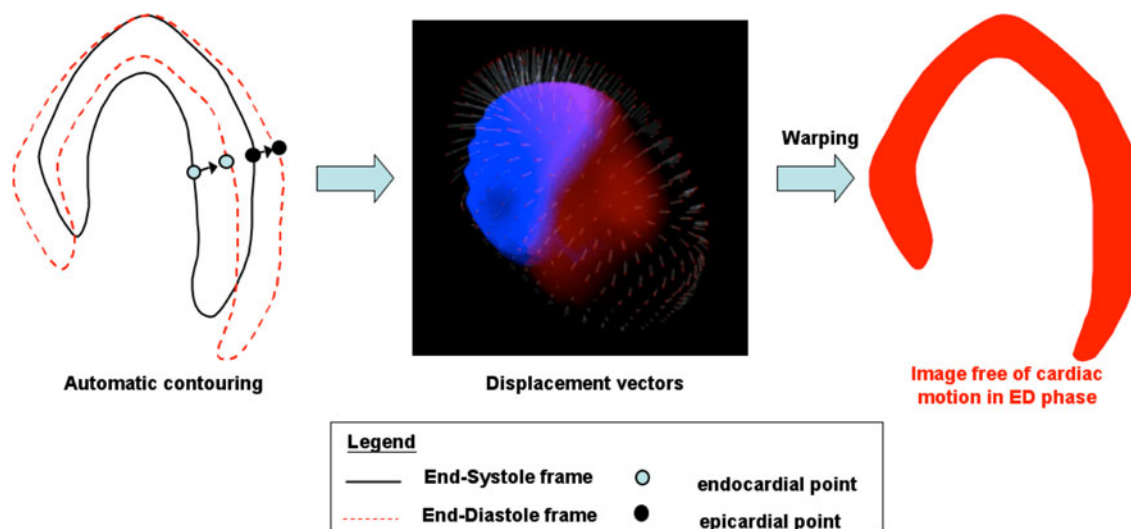 Warping
Automatic contouring
Displacement vectors
Image free of cardiac
motion in ED phase
Legend
End-Systole frame
endocardial point
End-Diastole frame
epicardial point